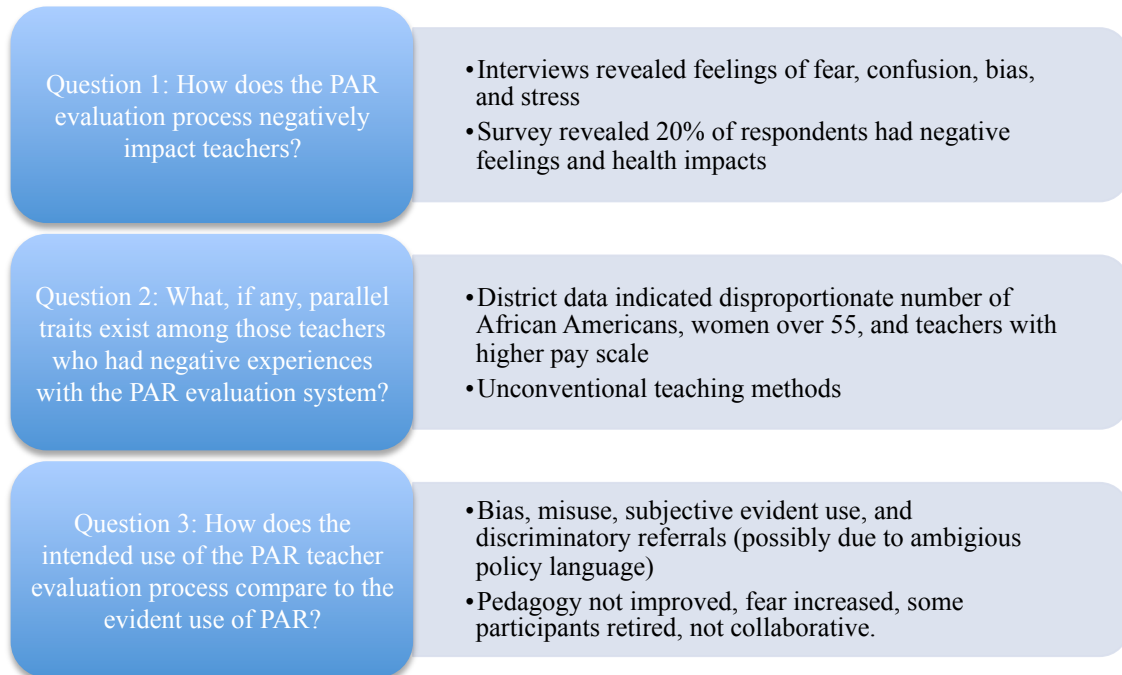 Question 1: How does the PAR
evaluation process negatively
impact teachers?
•Interviews revealed feelings of fear, confusion, bias,
and stress
•Survey revealed 20% of respondents had negative
feelings and health impacts
Question 2: What, if any, parallel
traits exist among those teachers
who had negative experiences
with the PAR evaluation system?
•District data indicated disproportionate number of
African Americans, women over 55, and teachers with
higher pay scale
•Unconventional teaching methods
Question 3: How does the
intended use of the PAR teacher
evaluation process compare to the
evident use of PAR?
•Bias, misuse, subjective evident use, and
discriminatory referrals (possibly due to ambigious
policy language)
•Pedagogy not improved, fear increased, some
participants retired, not collaborative.